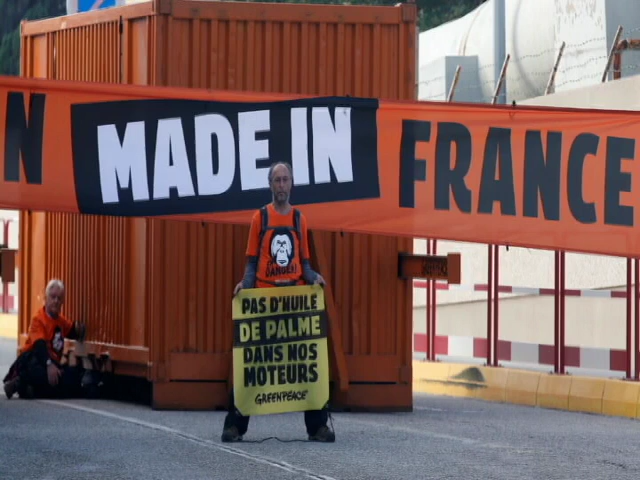 N MADE IN FRANCE
DANGER!
PAS D'HUILE
DE PALME
DANS NOS
MOTEURS
GREENPEACE